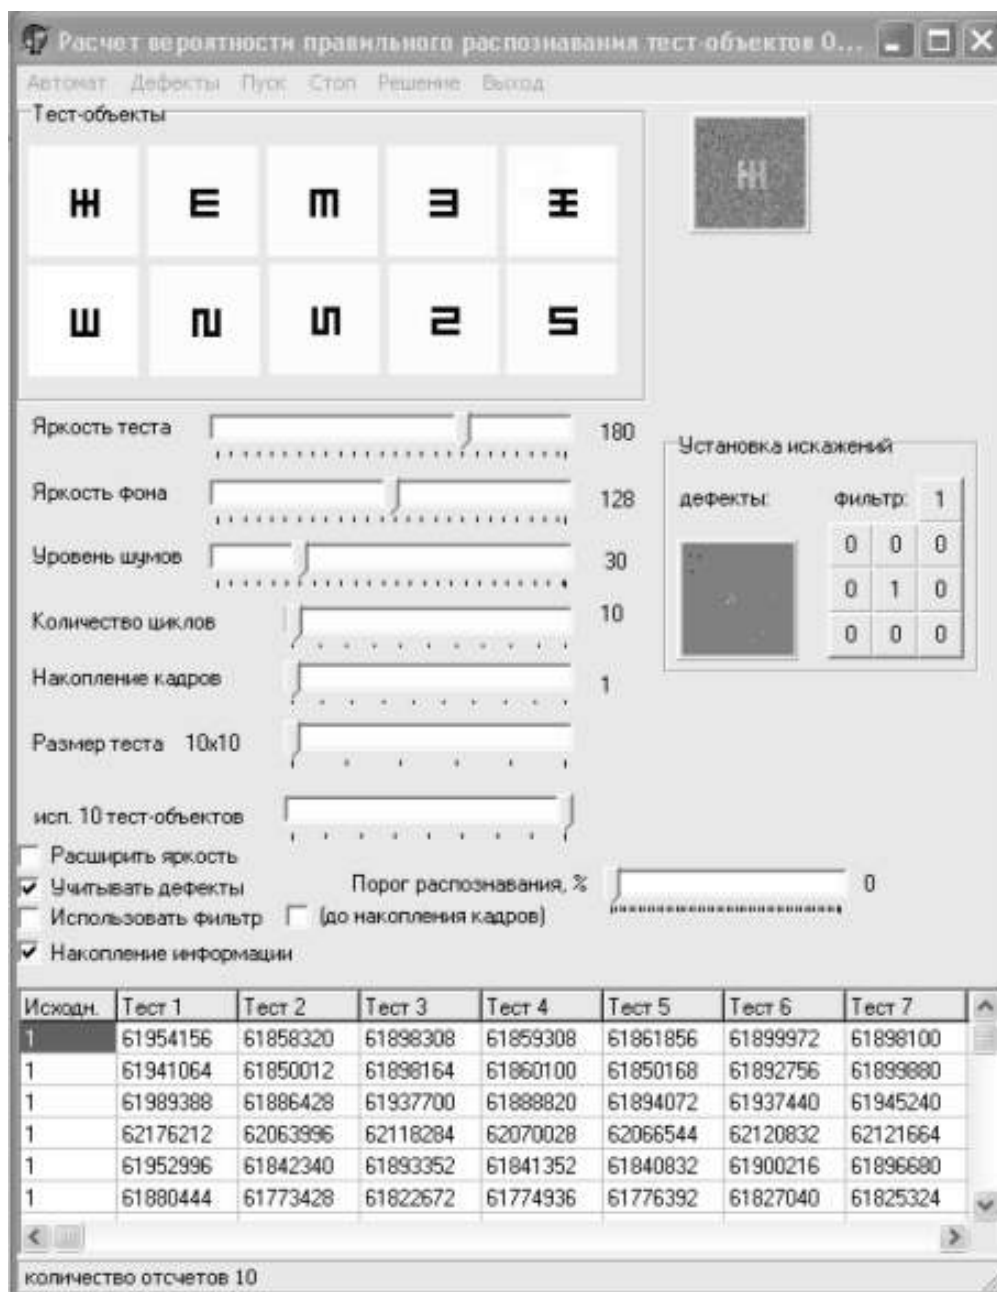 Расчет вероятности правильного распознавания тест-объектов 0...
Автомат Дефекты Пуск Стоп Решение Выход
Тест-объекты
Яркость теста 180
Яркость фона 128
Уровень шумов 30
Количество циклов 10
Накопление кадров 1
Размер теста 10x10
исп. 10 тест-объектов
Установка искажений
дефекты: фильтр: 1
0 0 0
0 1 0
0 0 0
Расширить яркость
Учитывать дефекты
Порог распознавания, % 0
Использовать фильтр (до накопления кадров)
Накопление информации
Исходн. Тест 1 Тест 2 Тест 3 Тест 4 Тест 5 Тест 6 Тест 7
1 61954156 61858320 61898308 61859308 61861856 61899972 61898100
1 61941064 61850012 61898164 61860100 61850168 61892756 61899880
1 61989388 61886428 61937700 61888820 61894072 61937440 61945240
1 62176212 62063996 62118284 62070028 62066544 62120832 62121664
1 61952996 61842340 61893352 61841352 61840832 61900216 61896680
1 61880444 61773428 61822672 61774936 61776392 61827040 61825324
количество отсчетов 10